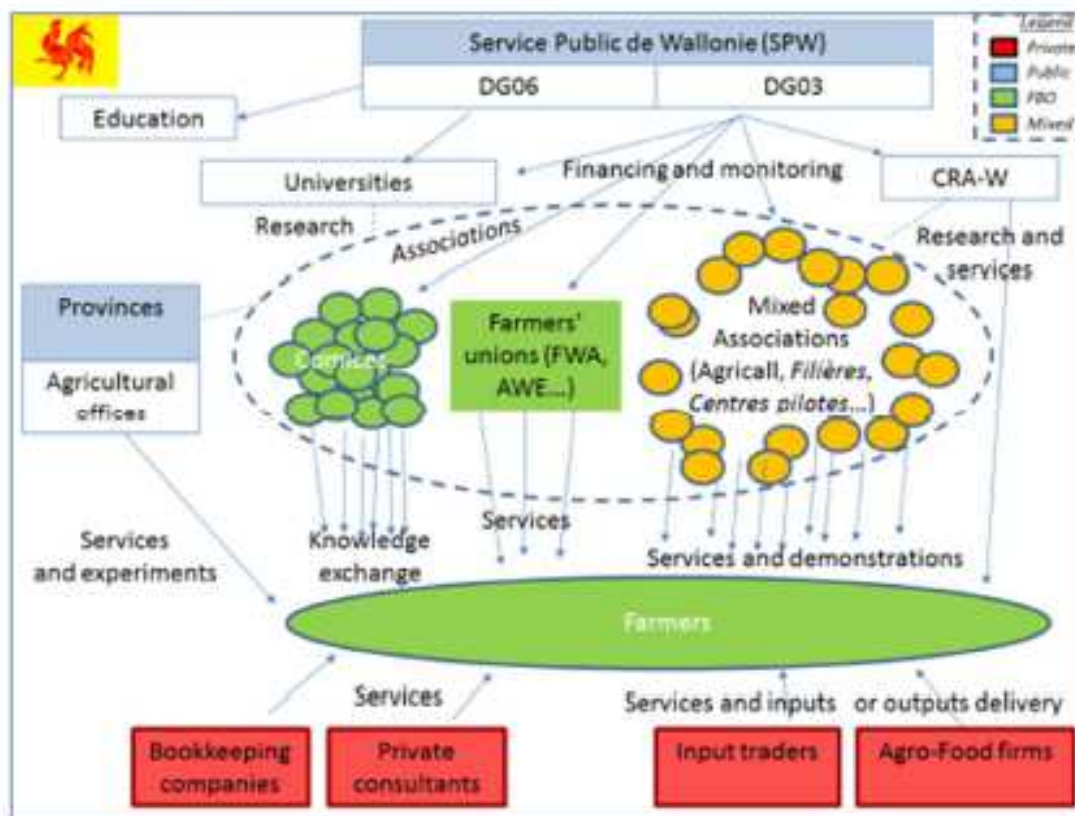 Legend
Private
Public
FBO
Mixed
Service Public de Wallonie (SPW)
DG06
DG03
Education
Universities
Financing and monitoring
CRA-W
Research
Associations
Research and
services
Provinces
Agricultural
offices
Comices
Farmers'
unions (FWA,
AWE...)
Mixed
Associations
(Agricall, Filières,
Centres pilotes...)
Services
and experiments
Knowledge
exchange
Services
Services and demonstrations
Farmers
Services
Services and inputs
or outputs delivery
Bookkeeping
companies
Private
consultants
Input traders
Agro-Food firms